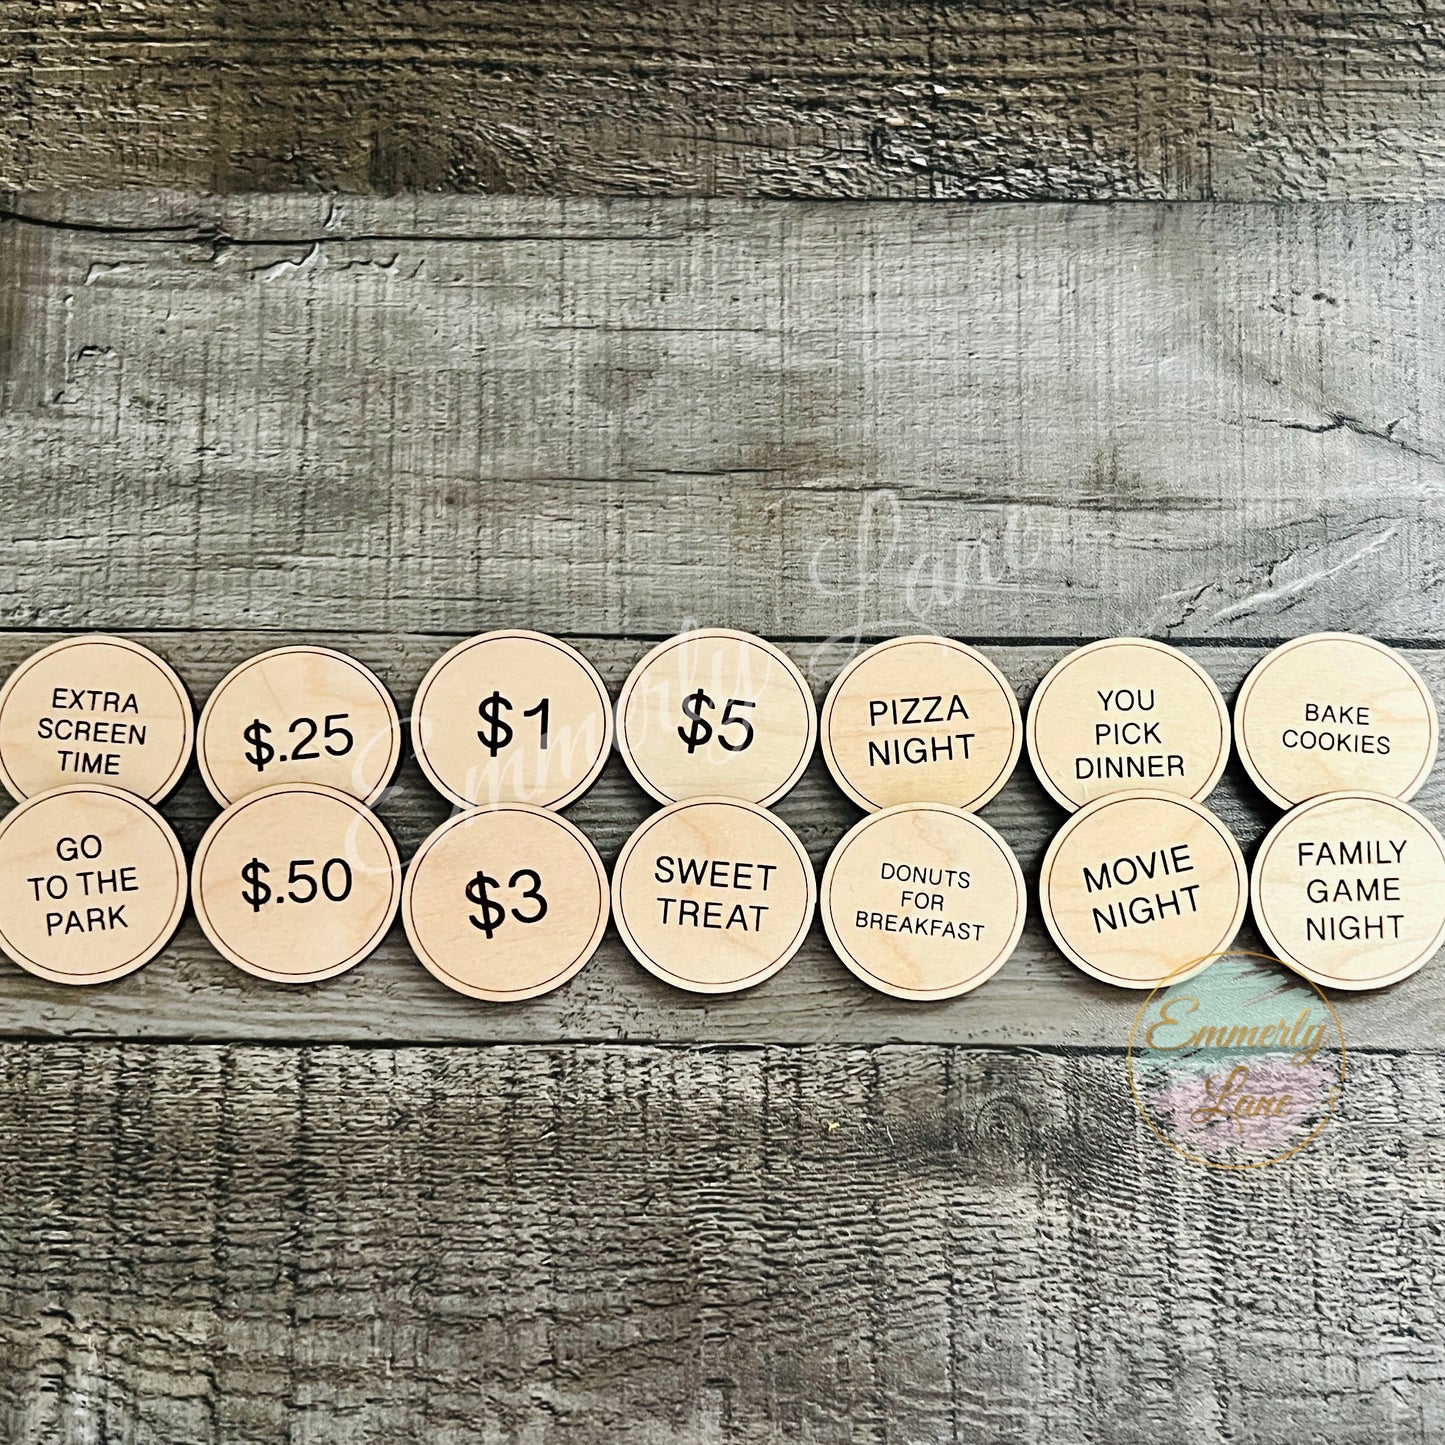 EXTRA
SCREEN
TIME
$.25
$1
$5
PIZZA
NIGHT
YOU
PICK
DINNER
BAKE
COOKIES
GO
TO THE
PARK
$.50
$3
SWEET
TREAT
DONUTS
FOR
BREAKFAST
MOVIE
NIGHT
FAMILY
GAME
NIGHT
Emmerly Lane
Emmerly
Lane